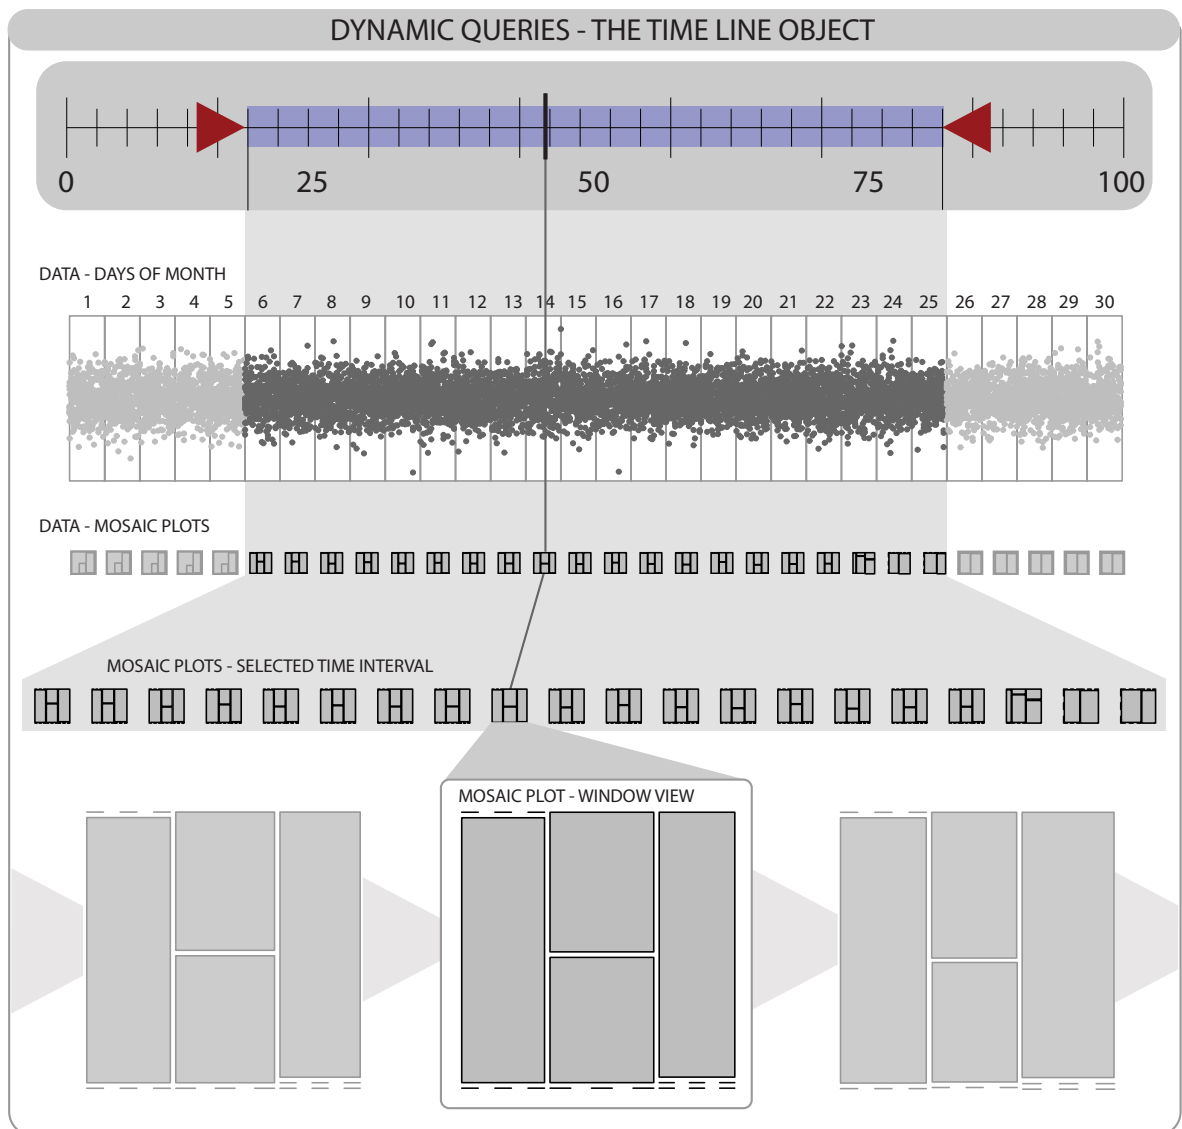 DYNAMIC QUERIES - THE TIME LINE OBJECT
0 25 50 75 100
DATA - DAYS OF MONTH
1 2 3 4 5 6 7 8 9 10 11 12 13 14 15 16 17 18 19 20 21 22 23 24 25 26 27 28 29 30
DATA - MOSAIC PLOTS
MOSAIC PLOTS - SELECTED TIME INTERVAL
MOSAIC PLOT - WINDOW VIEW